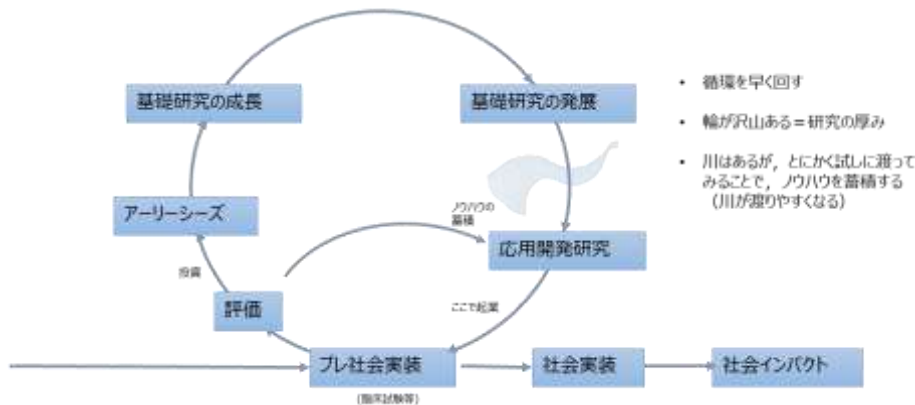 基礎研究の成長
基礎研究の発展
アーリーシーズ
ノウハウの
蓄積
応用開発研究
投資
評価
ここで起業
プレ社会実装
(臨床試験等)
社会実装
社会インパクト
• 循環を早く回す
• 輪が沢山ある＝研究の厚み
• 川はあるが，とにかく試しに渡って
みることで，ノウハウを蓄積する
（川が渡りやすくなる）